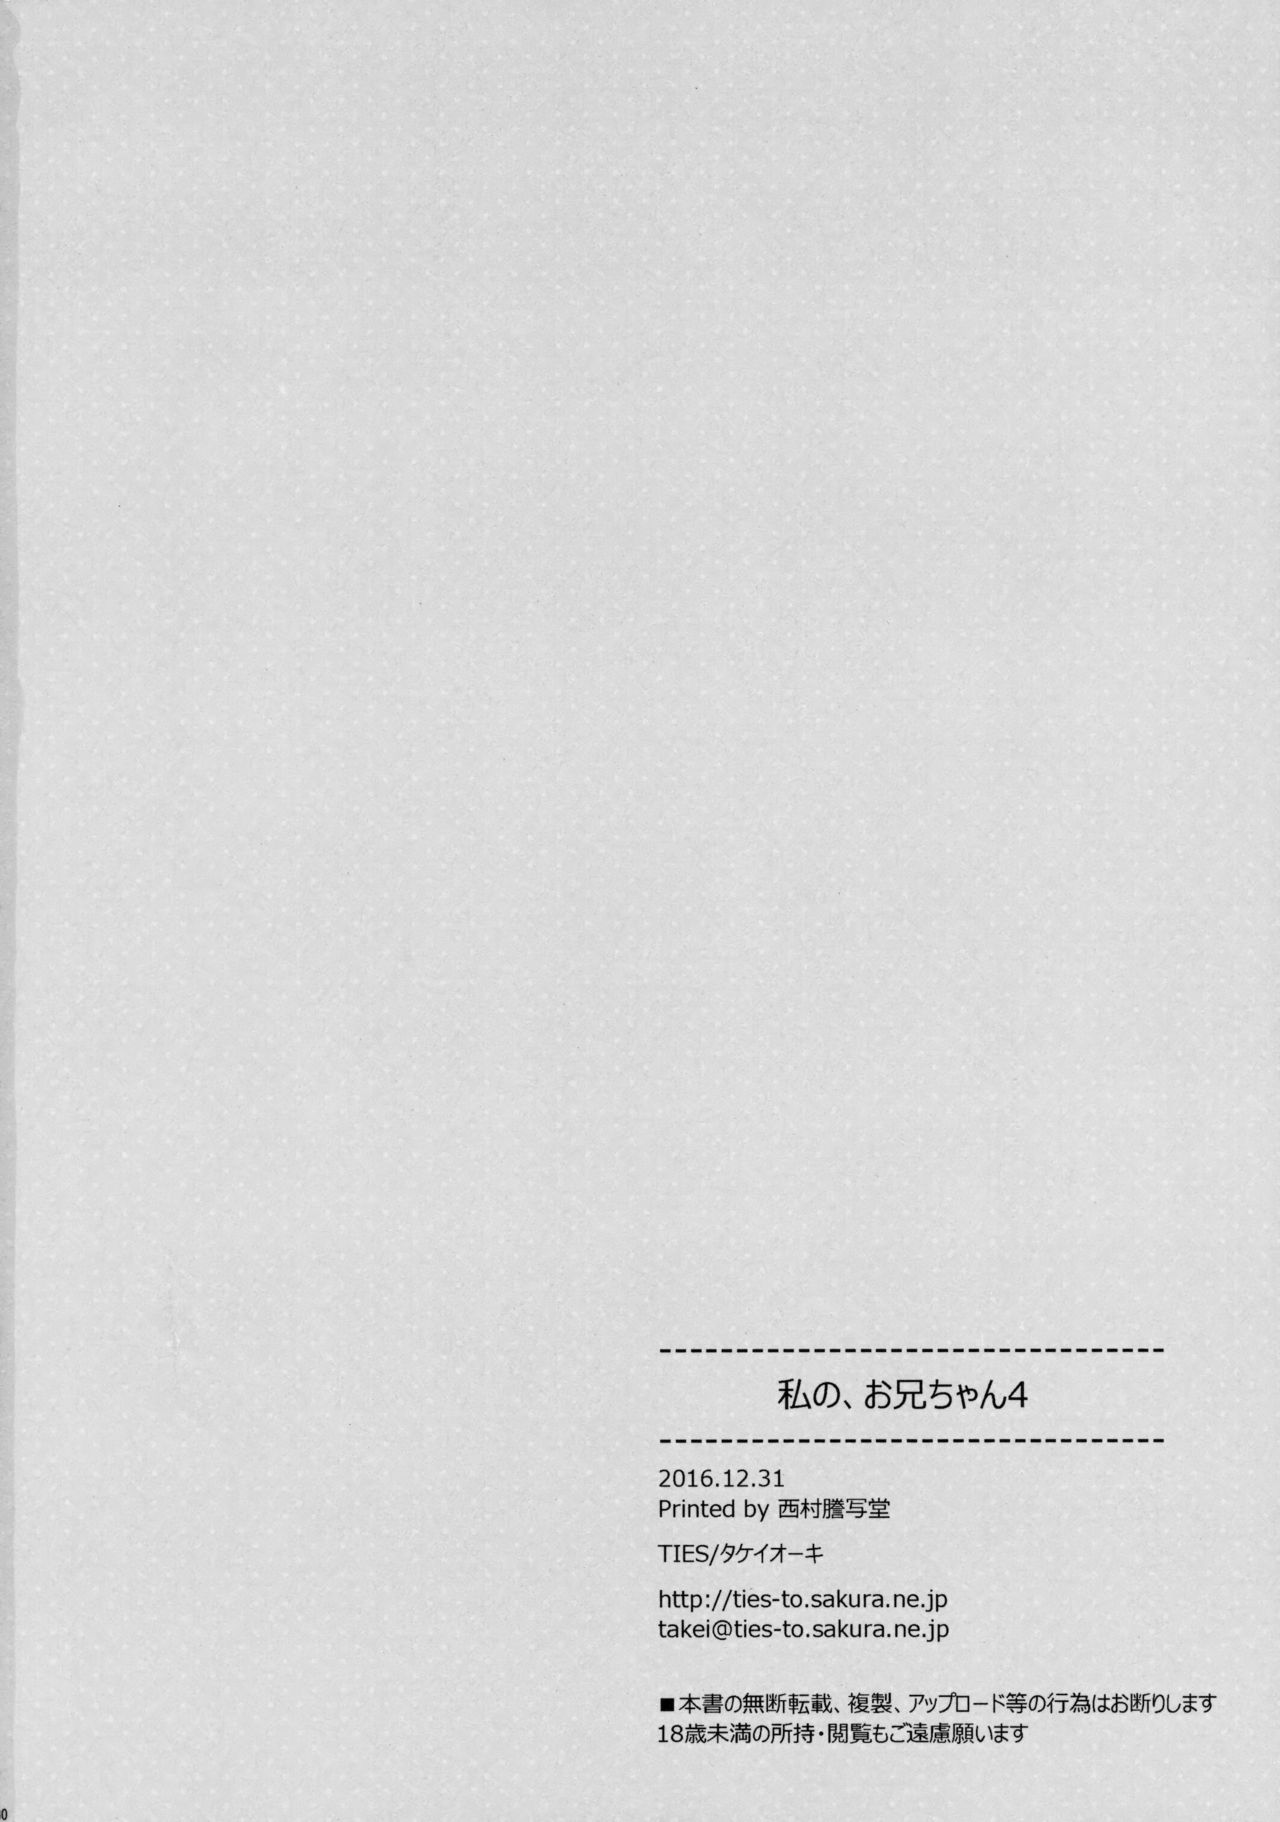 私の、お兄ちゃん4
2016.12.31
Printed by 西村謄写堂
TIES/タケイオーキ
http://ties-to.sakura.ne.jp
takei@ties-to.sakura.ne.jp
■本書の無断転載、複製、アップロード等の行為はお断りします
18歳未満の所持・閲覧もご遠慮願います